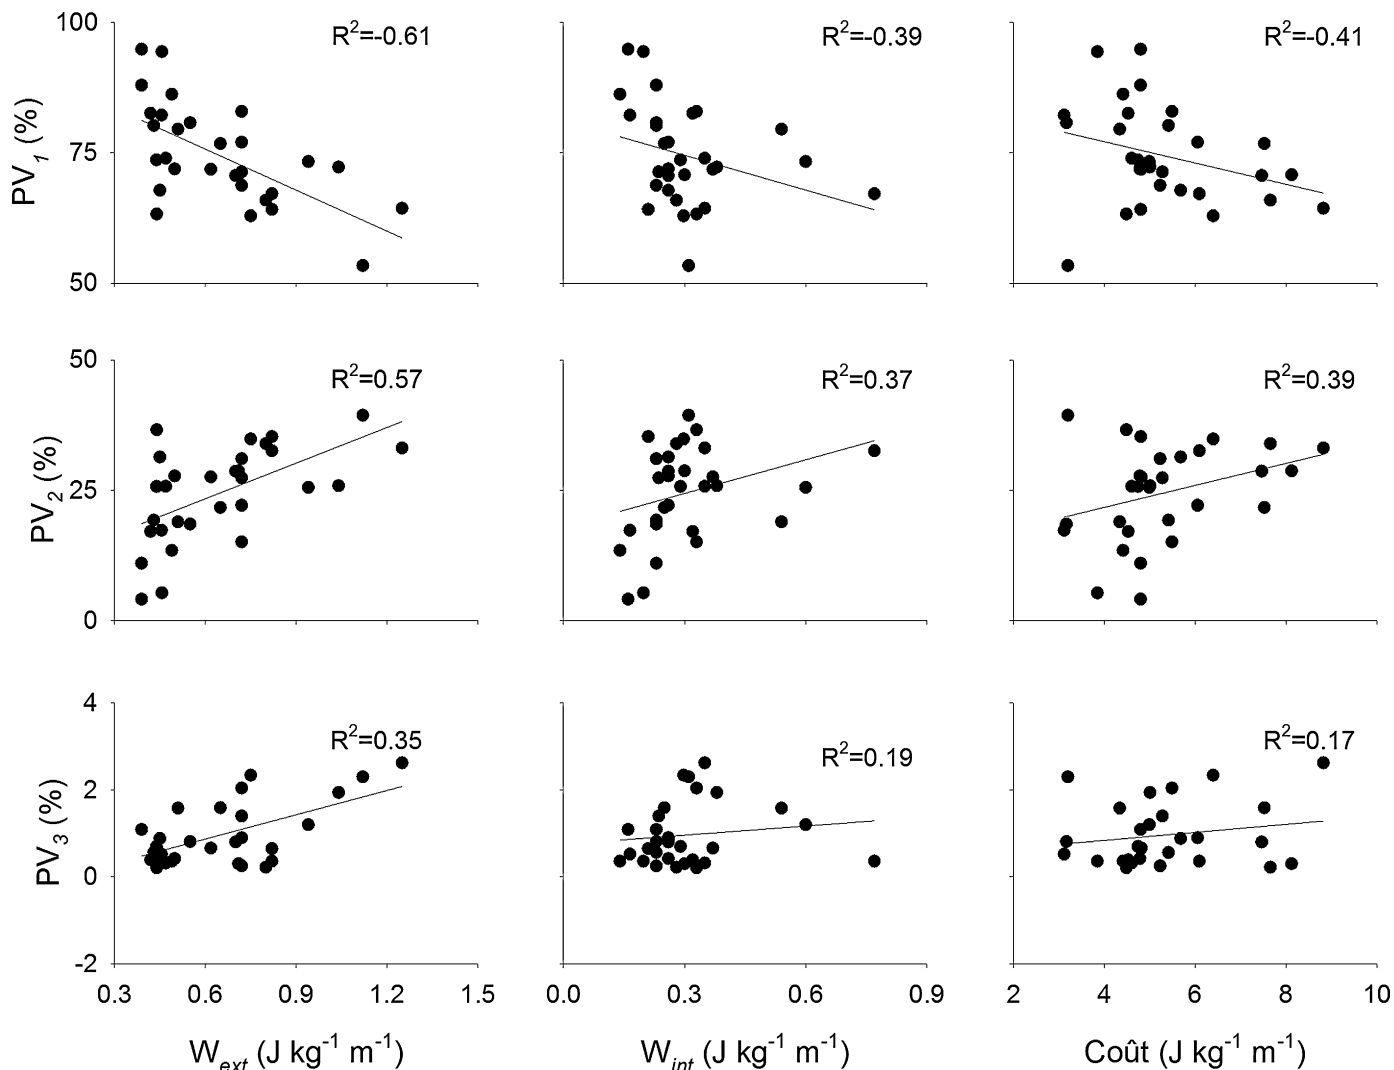 100
75
50
PV1 (%)
R2=-0.61
R2=-0.39
R2=-0.41
50
25
0
PV2 (%)
R2=0.57
R2=0.37
R2=0.39
4
2
0
-2
PV3 (%)
R2=0.35
R2=0.19
R2=0.17
0.3 0.6 0.9 1.2 1.5
0.0 0.3 0.6 0.9
2 4 6 8 10
Wext (J kg-1 m-1)
Wint (J kg-1 m-1)
Coût (J kg-1 m-1)